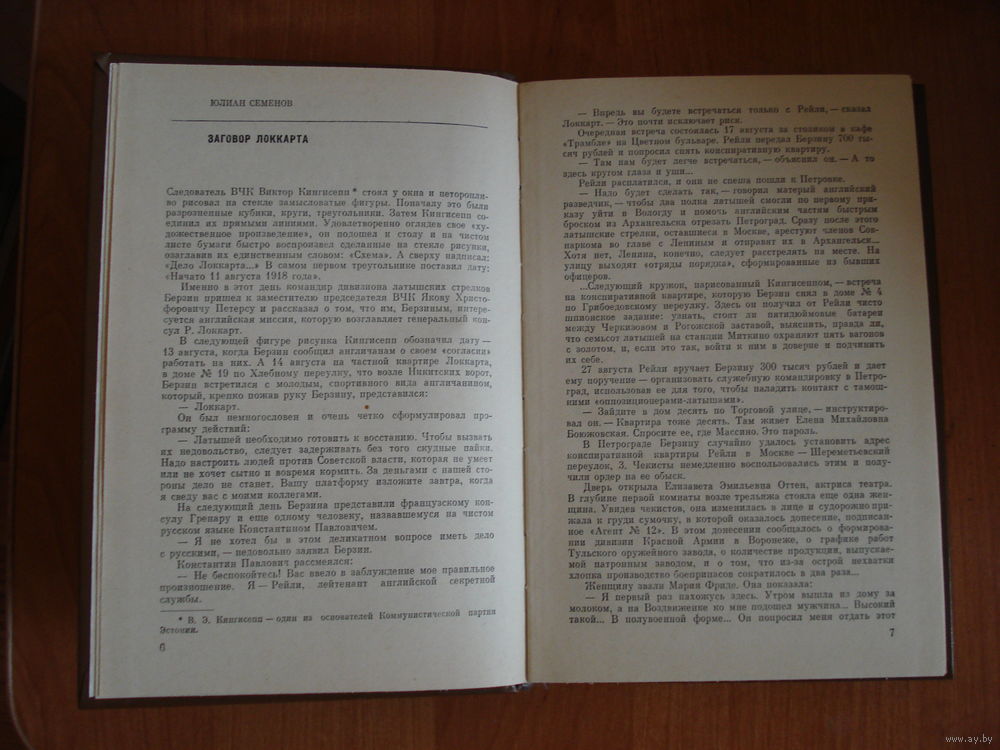 ЮЛИАН СЕМЕНОВ
ЗАГОВОР ЛОККАРТА
Следователь ВЧК Виктор Кингисепп * стоял у окна и неторопли-
во рисовал на стекле замысловатые фигуры. Поначалу это были
разрозненные кубики, круги, треугольники. Затем Кингисепп со-
единил их прямыми линиями. Удовлетворенно оглядев свое «ху-
дожественное произведение», он подошел к столу и на чистом
листе бумаги быстро воспроизвел сделанные на стекле рисунки,
озаглавив их единственным словом: «Схема». А сверху надписал:
«Дело Локкарта...» В самом первом треугольнике поставил дату:
«Начато 11 августа 1918 года».
Именно в этот день командир дивизиона латышских стрелков
Берзин пришел к заместителю председателя ВЧК Якову Христо-
форовичу Петерсу и рассказал о том, что им, Берзиным, интере-
суется английская миссия, которую возглавляет генеральный кон-
сул Р. Локкарт.
В следующей фигуре рисунка Кингисепп обозначил дату —
13 августа, когда Берзин сообщил англичанам о своем «согласии»
работать на них. А 14 августа на частной квартире Локкарта,
в доме № 19 по Хлебному переулку, что возле Никитских ворот,
Берзин встретился с молодым, спортивного вида англичанином,
который, крепко пожав руку Берзину, представился:
— Локкарт.
Он был немногословен и очень четко сформулировал про-
грамму действий:
— Латышей необходимо готовить к восстанию. Чтобы вызвать
их недовольство, следует задерживать без того скудные пайки.
Надо настроить людей против Советской власти, которая не умеет
или не хочет сытно и вовремя кормить. За деньгами с нашей сто-
роны дело не станет. Вашу платформу изложите завтра, когда
я сведу вас с моими коллегами.
На следующий день Берзина представили французскому кон-
сулу Гренару и еще одному человеку, назвавшемуся на чистом
русском языке Константином Павловичем.
— Я не хотел бы в этом деликатном вопросе иметь дело
с русскими, — недовольно заявил Берзин.
Константин Павлович рассмеялся:
— Не беспокойтесь! Вас ввело в заблуждение мое правильное
произношение. Я — Рейли, лейтенант английской секретной
службы.
* В. Э. Кингисепп — один из основателей Коммунистической партии
Эстонии.
6
— Впредь вы будете встречаться только с Рейли, — сказал
Локкарт. — Это почти исключает риск.
Очередная встреча состоялась 17 августа за столиком в кафе
«Трамбле» на Цветном бульваре. Рейли передал Берзину 700 ты-
сяч рублей и попросил снять конспиративную квартиру.
— Там нам будет легче встречаться, — объяснил он. — А то
здесь кругом глаза и уши...
Рейли расплатился, и они не спеша пошли к Петровке.
— Надо будет сделать так, — говорил матерый английский
разведчик, — чтобы два полка латышей смогли по первому при-
казу уйти в Вологду и помочь английским частям быстрым
броском из Архангельска отрезать Петроград. Сразу после этого
латышские стрелки, оставшиеся в Москве, арестуют членов Сов-
наркома во главе с Лениным и отправят их в Архангельск...
Хотя нет, Ленина, конечно, следует расстрелять на месте. На
улицу выходят «отряды порядка», сформированные из бывших
офицеров.
...Следующий кружок, нарисованный Кингисеппом, — встреча
на конспиративной квартире, которую Берзин снял в доме № 4
по Грибоедовскому переулку. Здесь он получил от Рейли чисто
шпионское задание: узнать, стоят ли пятидюймовые батареи
между Черкизовом и Рогожской заставой, выяснить, правда ли,
что семьсот латышей на станции Миткино охраняют пять вагонов
с золотом, и, если это так, войти к ним в доверие и подчинить
их себе.
27 августа Рейли вручает Берзину 300 тысяч рублей и дает
ему поручение — организовать служебную командировку в Петро-
град, использовав ее для того, чтобы наладить контакт с тамош-
ними «оппозиционерами-латышами».
— Зайдите в дом десять по Торговой улице, — инструктиро-
вал он. — Квартира тоже десять. Там живет Елена Михайловна
Боюжовская. Спросите ее, где Массино. Это пароль.
В Петрограде Берзину случайно удалось установить адрес
конспиративной квартиры Рейли в Москве — Шереметьевский
переулок, 3. Чекисты немедленно воспользовались этим и полу-
чили ордер на ее обыск.
Дверь открыла Елизавета Эмильевна Оттен, актриса театра.
В глубине первой комнаты возле трельяжа стояла еще одна жен-
щина. Увидев чекистов, она изменилась в лице и судорожно при-
жала к груди сумочку, в которой оказалось донесение, подписан-
ное «Агент № 12». В этом донесении сообщалось о формирова-
нии дивизии Красной Армии в Воронеже, о графике работ
Тульского оружейного завода, о количестве продукции, выпускае-
мой патронным заводом, и о том, что из-за острой нехватки
хлопка производство боеприпасов сократилось в два раза...
Женщину звали Мария Фриде. Она показала:
— Я первый раз нахожусь здесь. Утром вышла из дому за
молоком, а на Воздвиженке ко мне подошел мужчина... Высокий
такой... В полувоенной форме... Он попросил меня отдать этот
7
www.ay.by